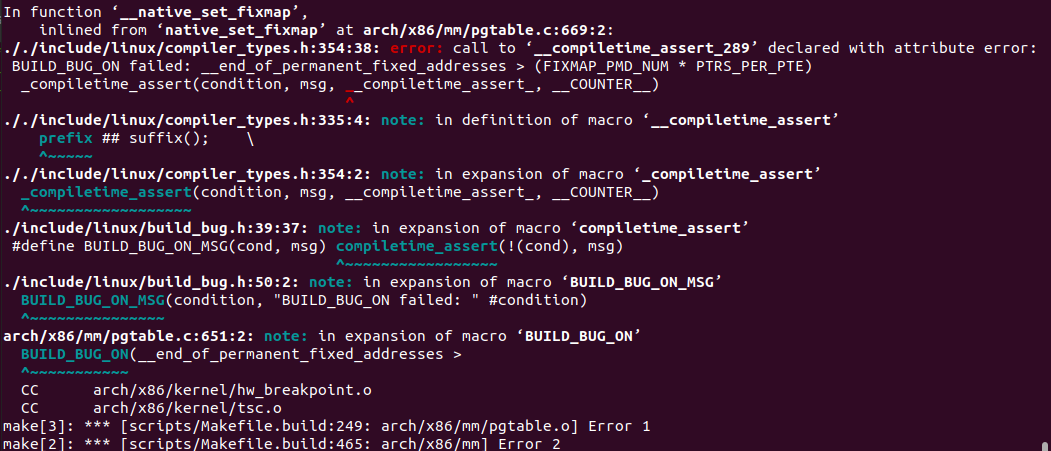 In function ‘__native_set_fixmap’,
    inlined from ‘native_set_fixmap’ at arch/x86/mm/pgtable.c:669:2:
././include/linux/compiler_types.h:354:38: error: call to ‘__compiletime_assert_289’ declared with attribute error:
 BUILD_BUG_ON failed: __end_of_permanent_fixed_addresses > (FIXMAP_PMD_NUM * PTRS_PER_PTE)
  _compiletime_assert(condition, msg, __compiletime_assert_, __COUNTER__)
                                      ^
././include/linux/compiler_types.h:335:4: note: in definition of macro ‘__compiletime_assert’
    prefix ## suffix();    \
    ^~~~~~
././include/linux/compiler_types.h:354:2: note: in expansion of macro ‘_compiletime_assert’
  _compiletime_assert(condition, msg, __compiletime_assert_, __COUNTER__)
  ^~~~~~~~~~~~~~~~~~~
./include/linux/build_bug.h:39:37: note: in expansion of macro ‘compiletime_assert’
 #define BUILD_BUG_ON_MSG(cond, msg) compiletime_assert(!(cond), msg)
                                     ^~~~~~~~~~~~~~~~~~
./include/linux/build_bug.h:50:2: note: in expansion of macro ‘BUILD_BUG_ON_MSG’
  BUILD_BUG_ON_MSG(condition, "BUILD_BUG_ON failed: " #condition)
  ^~~~~~~~~~~~~~~~
arch/x86/mm/pgtable.c:651:2: note: in expansion of macro ‘BUILD_BUG_ON’
  BUILD_BUG_ON(__end_of_permanent_fixed_addresses >
  ^~~~~~~~~~~~
  CC      arch/x86/kernel/hw_breakpoint.o
  CC      arch/x86/kernel/tsc.o
make[3]: *** [scripts/Makefile.build:249: arch/x86/mm/pgtable.o] Error 1
make[2]: *** [scripts/Makefile.build:465: arch/x86/mm] Error 2